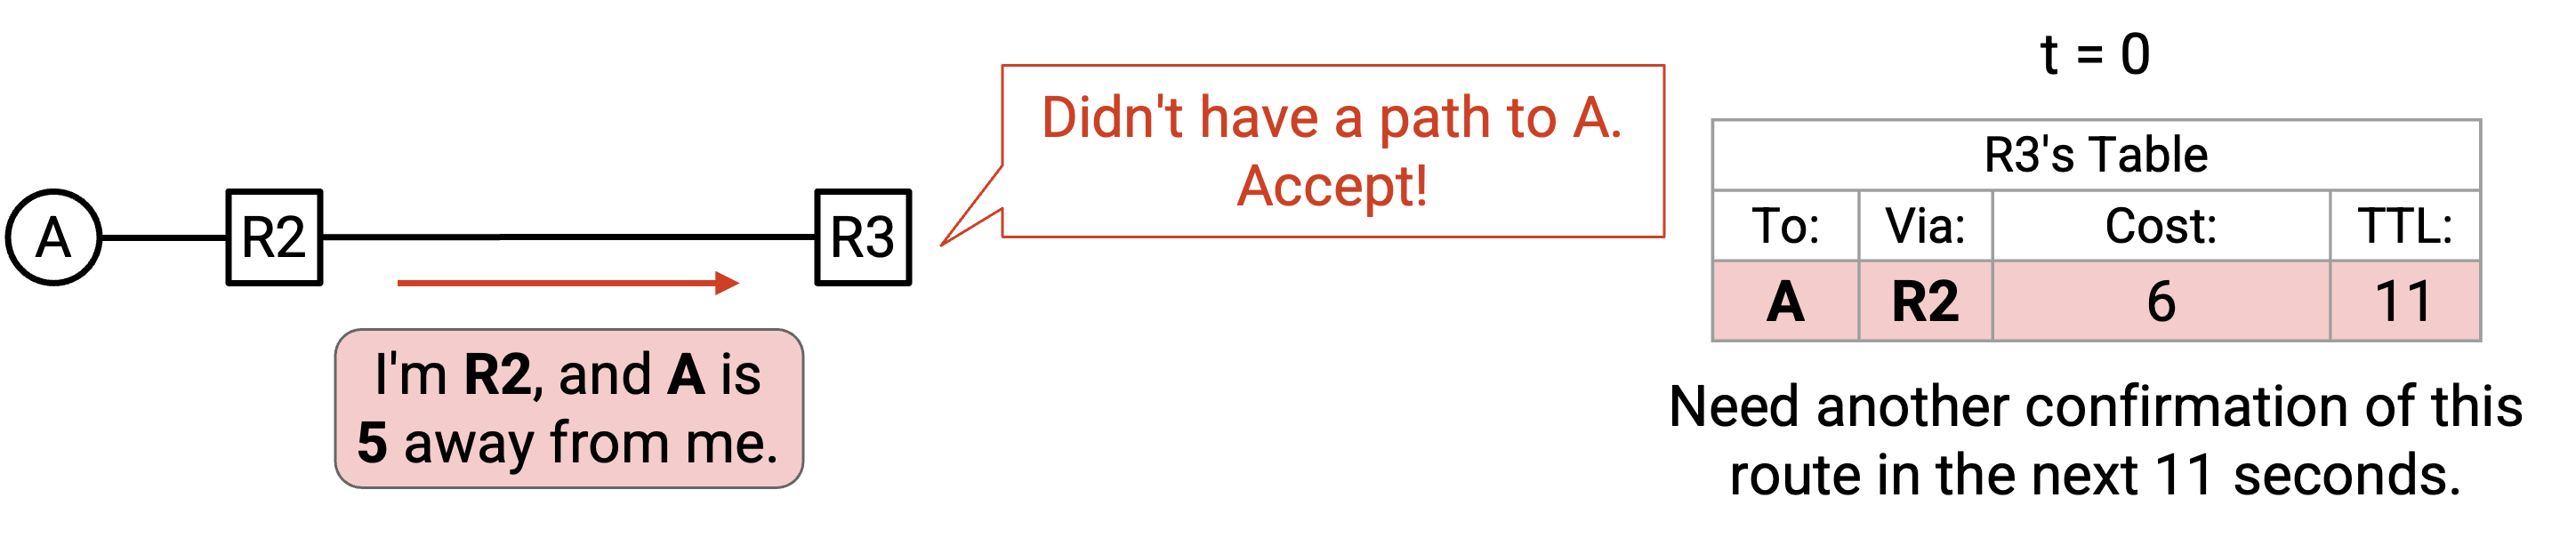 A
R2
R3
I'm R2, and A is
5 away from me.
Didn't have a path to A.
Accept!
t = 0
R3's Table
To: Via: Cost: TTL:
A R2 6 11
Need another confirmation of this
route in the next 11 seconds.